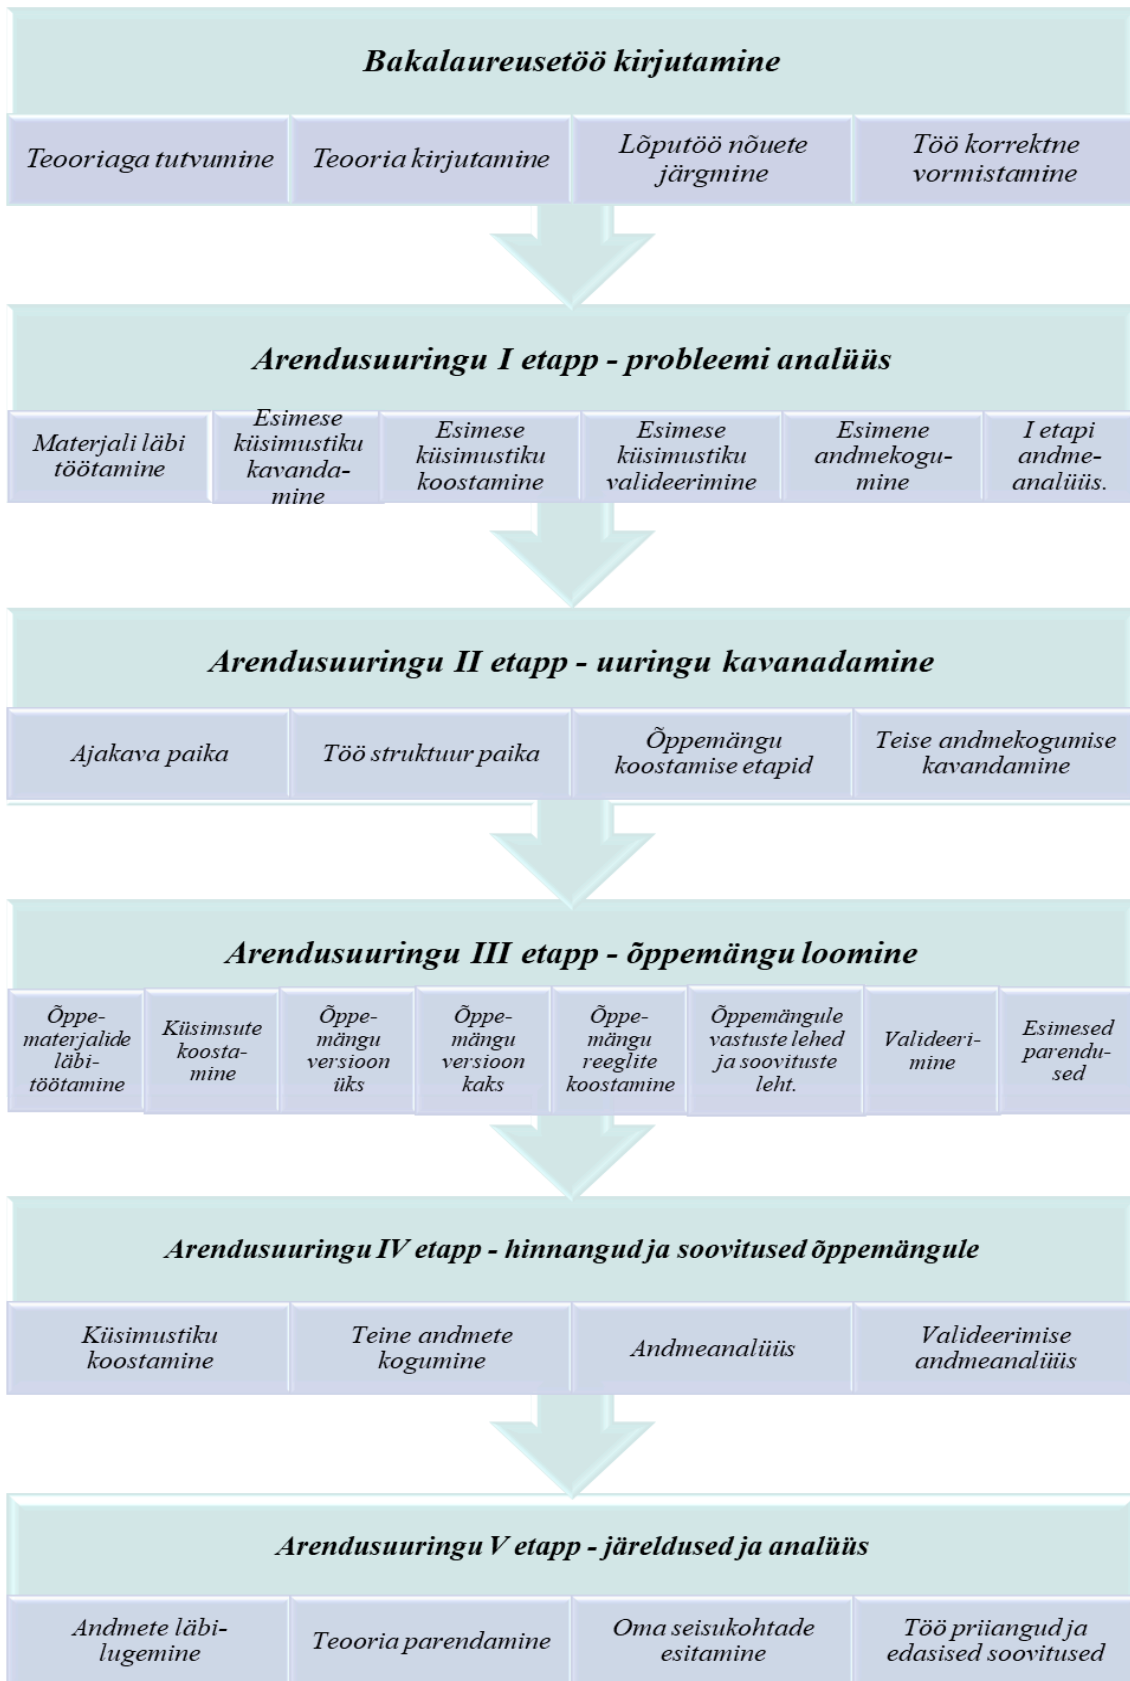 Bakalaureusetöö kirjutamine
Teooriaga tutvumine
Teooria kirjutamine
Lõputöö nõuete
järgmine
Töö korrektne
vormistamine
Arendusuuringu I etapp - probleemi analüüs
Materjali läbi
töötamine
Esimese
küsimustiku
kavanda-
mine
Esimese
küsimustiku
koostamine
Esimese
küsimustiku
valideerimine
Esimene
andmekogu-
mine
I etapi
andme-
analüüs.
Arendusuuringu II etapp - uuringu kavanadamine
Ajakava paika
Töö struktuur paika
Õppemängu
koostamise etapid
Teise andmekogumise
kavandamine
Arendusuuringu III etapp - õppemängu loomine
Õppe-
materjalide
läbi-
töötamine
Küsimsute
koosta-
mine
Õppe-
mängu
versioon
üks
Õppe-
mängu
versioon
kaks
Õppe-
mängu
reeglite
koostamine
Õppemängule
vastuste lehed
ja soovituste
leht.
Valideeri-
mine
Esimesed
parendu-
sed
Arendusuuringu IV etapp - hinnangud ja soovitused õppemängule
Küsimustiku
koostamine
Teine andmete
kogumine
Andmeanalüüs
Valideerimise
andmeanalüüs
Arendusuuringu V etapp - järeldused ja analüüs
Andmete läbi-
lugemine
Teooria parendamine
Oma seisukohtade
esitamine
Töö priiangud ja
edasised soovitused